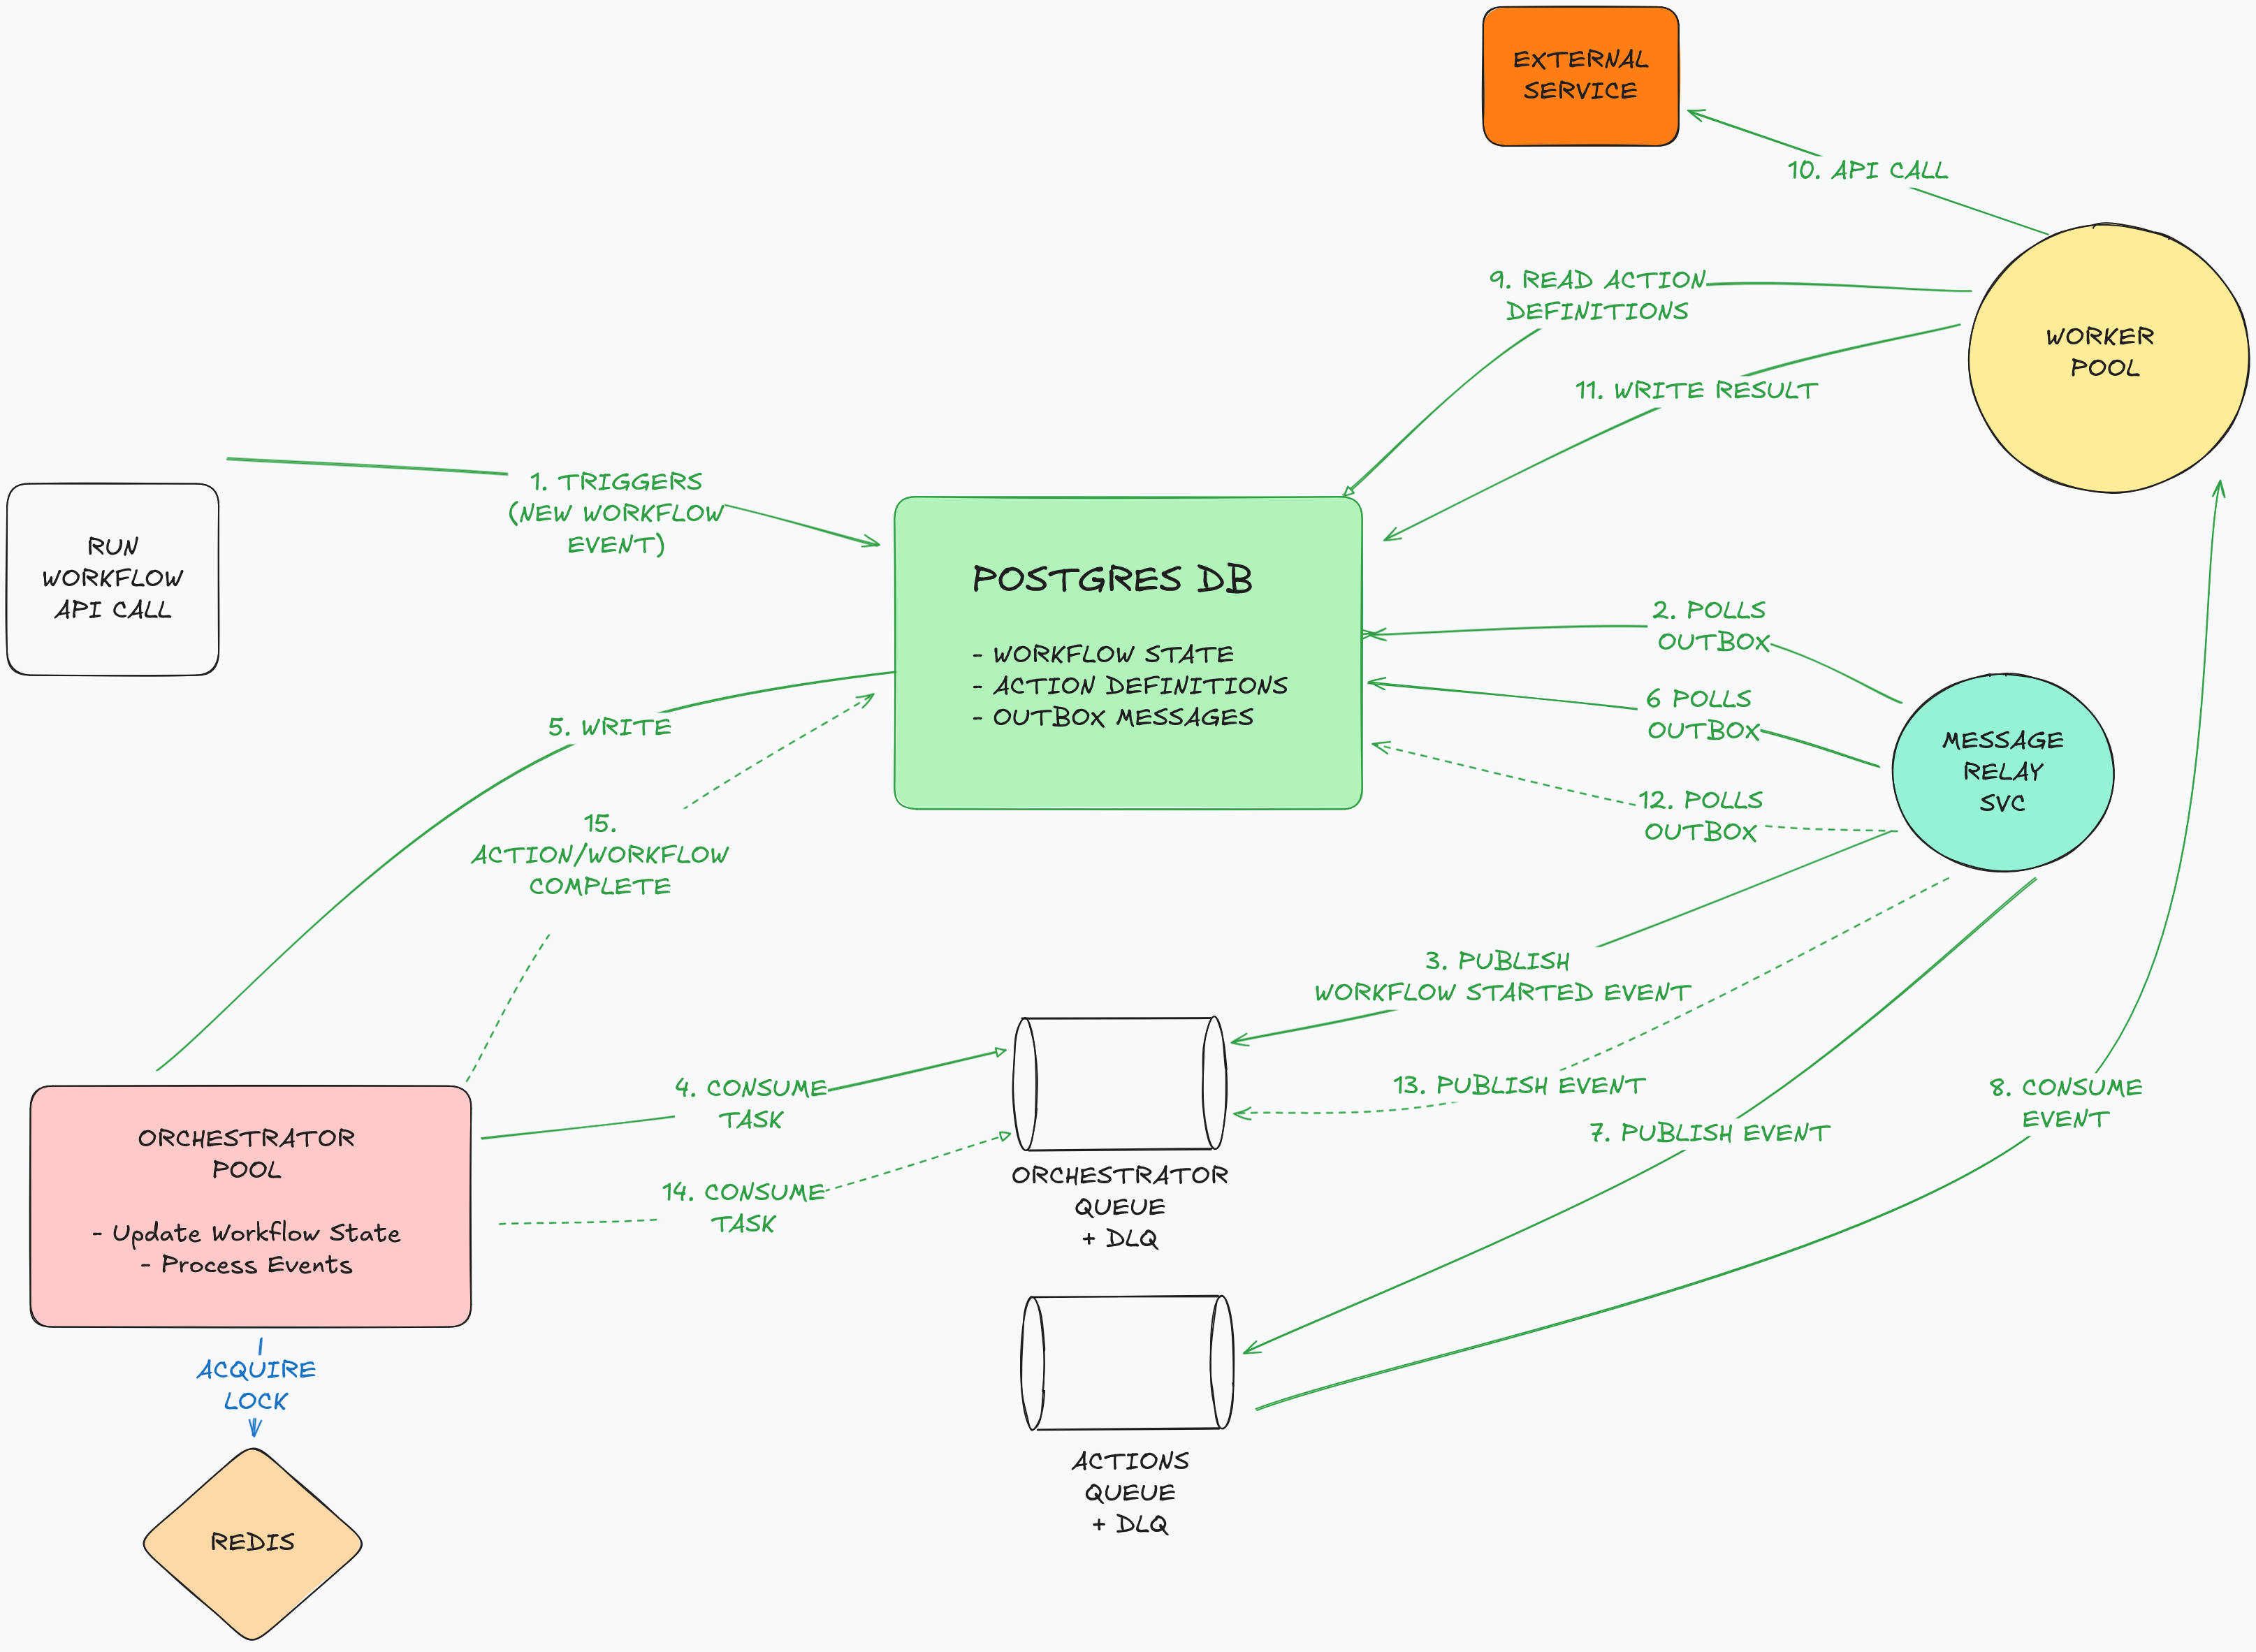 EXTERNAL
SERVICE
10. API CALL
9. READ ACTION
DEFINITIONS
WORKER
POOL
11. WRITE RESULT
1. TRIGGERS
(NEW WORKFLOW
EVENT)
RUN
WORKFLOW
API CALL
POSTGRES DB
- WORKFLOW STATE
- ACTION DEFINITIONS
- OUTBOX MESSAGES
2. POLLS
OUTBOX
6 POLLS
OUTBOX
12. POLLS
OUTBOX
MESSAGE
RELAY
SVC
5. WRITE
15.
ACTION/WORKFLOW
COMPLETE
3. PUBLISH
WORKFLOW STARTED EVENT
13. PUBLISH EVENT
7. PUBLISH EVENT
8. CONSUME
EVENT
4. CONSUME
TASK
14. CONSUME
TASK
ORCHESTRATOR
POOL
- Update Workflow State
- Process Events
ORCHESTRATOR
QUEUE
+ DLQ
ACQUIRE
LOCK
REDIS
ACTIONS
QUEUE
+ DLQ